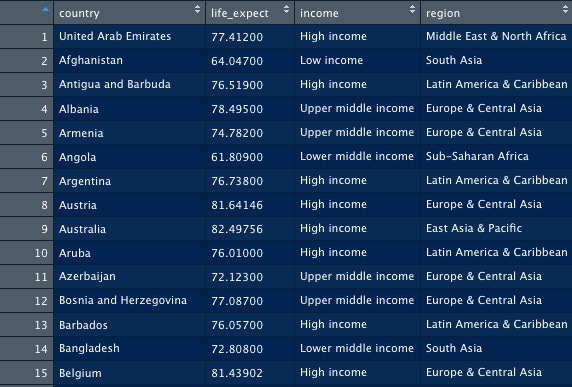 country life_expect income region
1 United Arab Emirates 77.41200 High income Middle East & North Africa
2 Afghanistan 64.04700 Low income South Asia
3 Antigua and Barbuda 76.51900 High income Latin America & Caribbean
4 Albania 78.49500 Upper middle income Europe & Central Asia
5 Armenia 74.78200 Upper middle income Europe & Central Asia
6 Angola 61.80900 Lower middle income Sub-Saharan Africa
7 Argentina 76.73800 High income Latin America & Caribbean
8 Austria 81.64146 High income Europe & Central Asia
9 Australia 82.49756 High income East Asia & Pacific
10 Aruba 76.01000 High income Latin America & Caribbean
11 Azerbaijan 72.12300 Upper middle income Europe & Central Asia
12 Bosnia and Herzegovina 77.08700 Upper middle income Europe & Central Asia
13 Barbados 76.05700 High income Latin America & Caribbean
14 Bangladesh 72.80800 Lower middle income South Asia
15 Belgium 81.43902 High income Europe & Central Asia